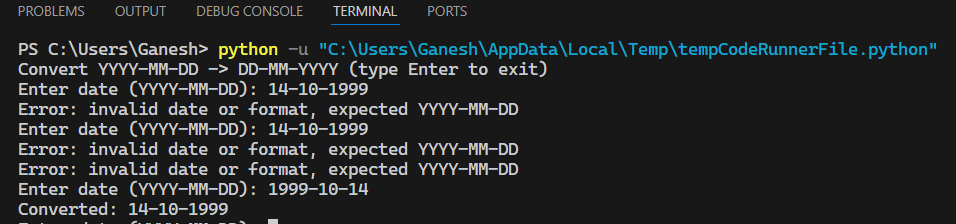 PROBLEMS OUTPUT DEBUG CONSOLE TERMINAL PORTS
PS C:\Users\Ganesh> python -u "C:\Users\Ganesh\AppData\Local\Temp\tempCodeRunnerFile.python"
Convert YYYY-MM-DD -> DD-MM-YYYY (type Enter to exit)
Enter date (YYYY-MM-DD): 14-10-1999
Error: invalid date or format, expected YYYY-MM-DD
Enter date (YYYY-MM-DD): 14-10-1999
Error: invalid date or format, expected YYYY-MM-DD
Error: invalid date or format, expected YYYY-MM-DD
Enter date (YYYY-MM-DD): 1999-10-14
Converted: 14-10-1999